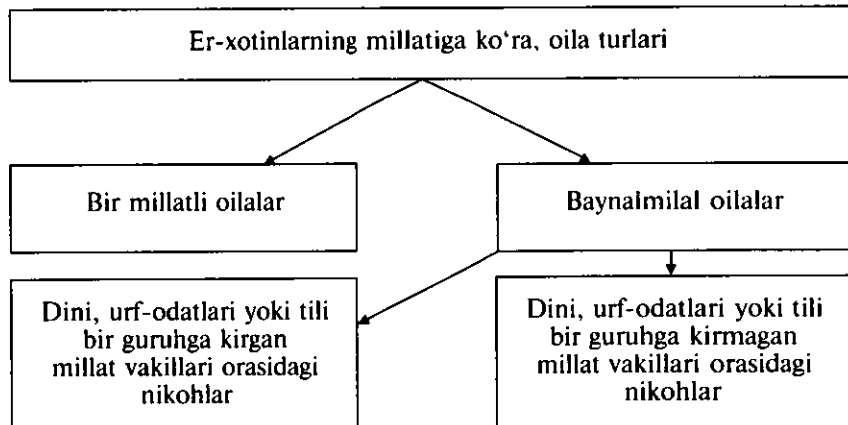 Er-xotinlarning millatiga ko‘ra, oila turlari
Bir millatli oilalar
Baynalmilal oilalar
Dini, urf-odatlari yoki tili
bir guruhga kirgan
millat vakillari orasidagi
nikohlar
Dini, urf-odatlari yoki tili
bir guruhga kirmagan
millat vakillari orasidagi
nikohlar